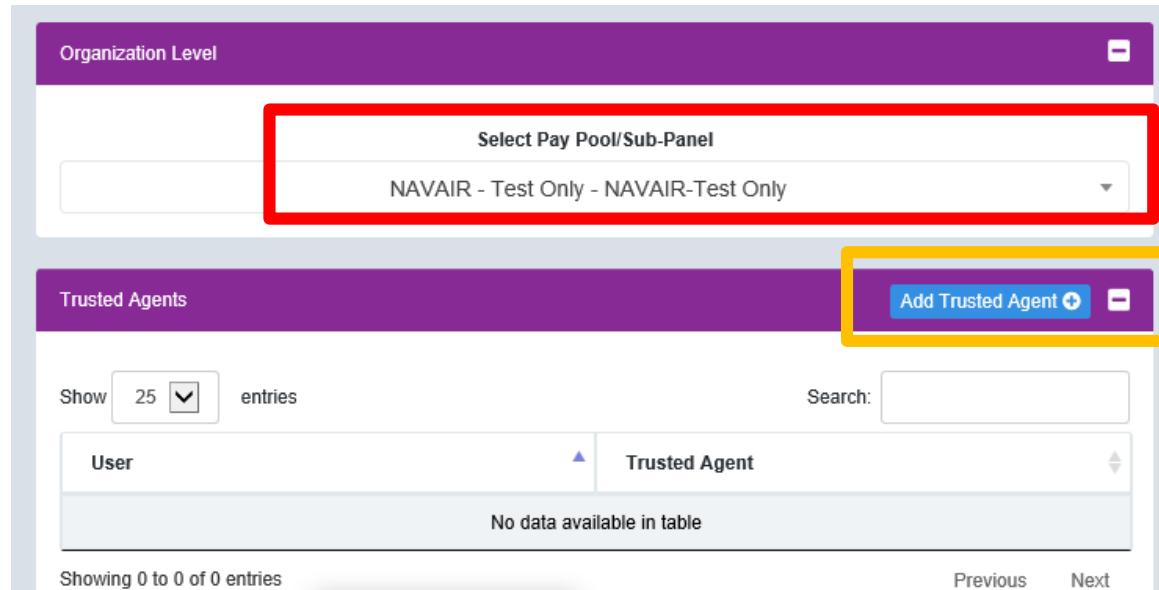 Organization Level
Select Pay Pool/Sub-Panel
NAVAIR - Test Only - NAVAIR-Test Only
Trusted Agents Add Trusted Agent
Show 25 entries Search:
User Trusted Agent
No data available in table
Showing 0 to 0 of 0 entries Previous Next